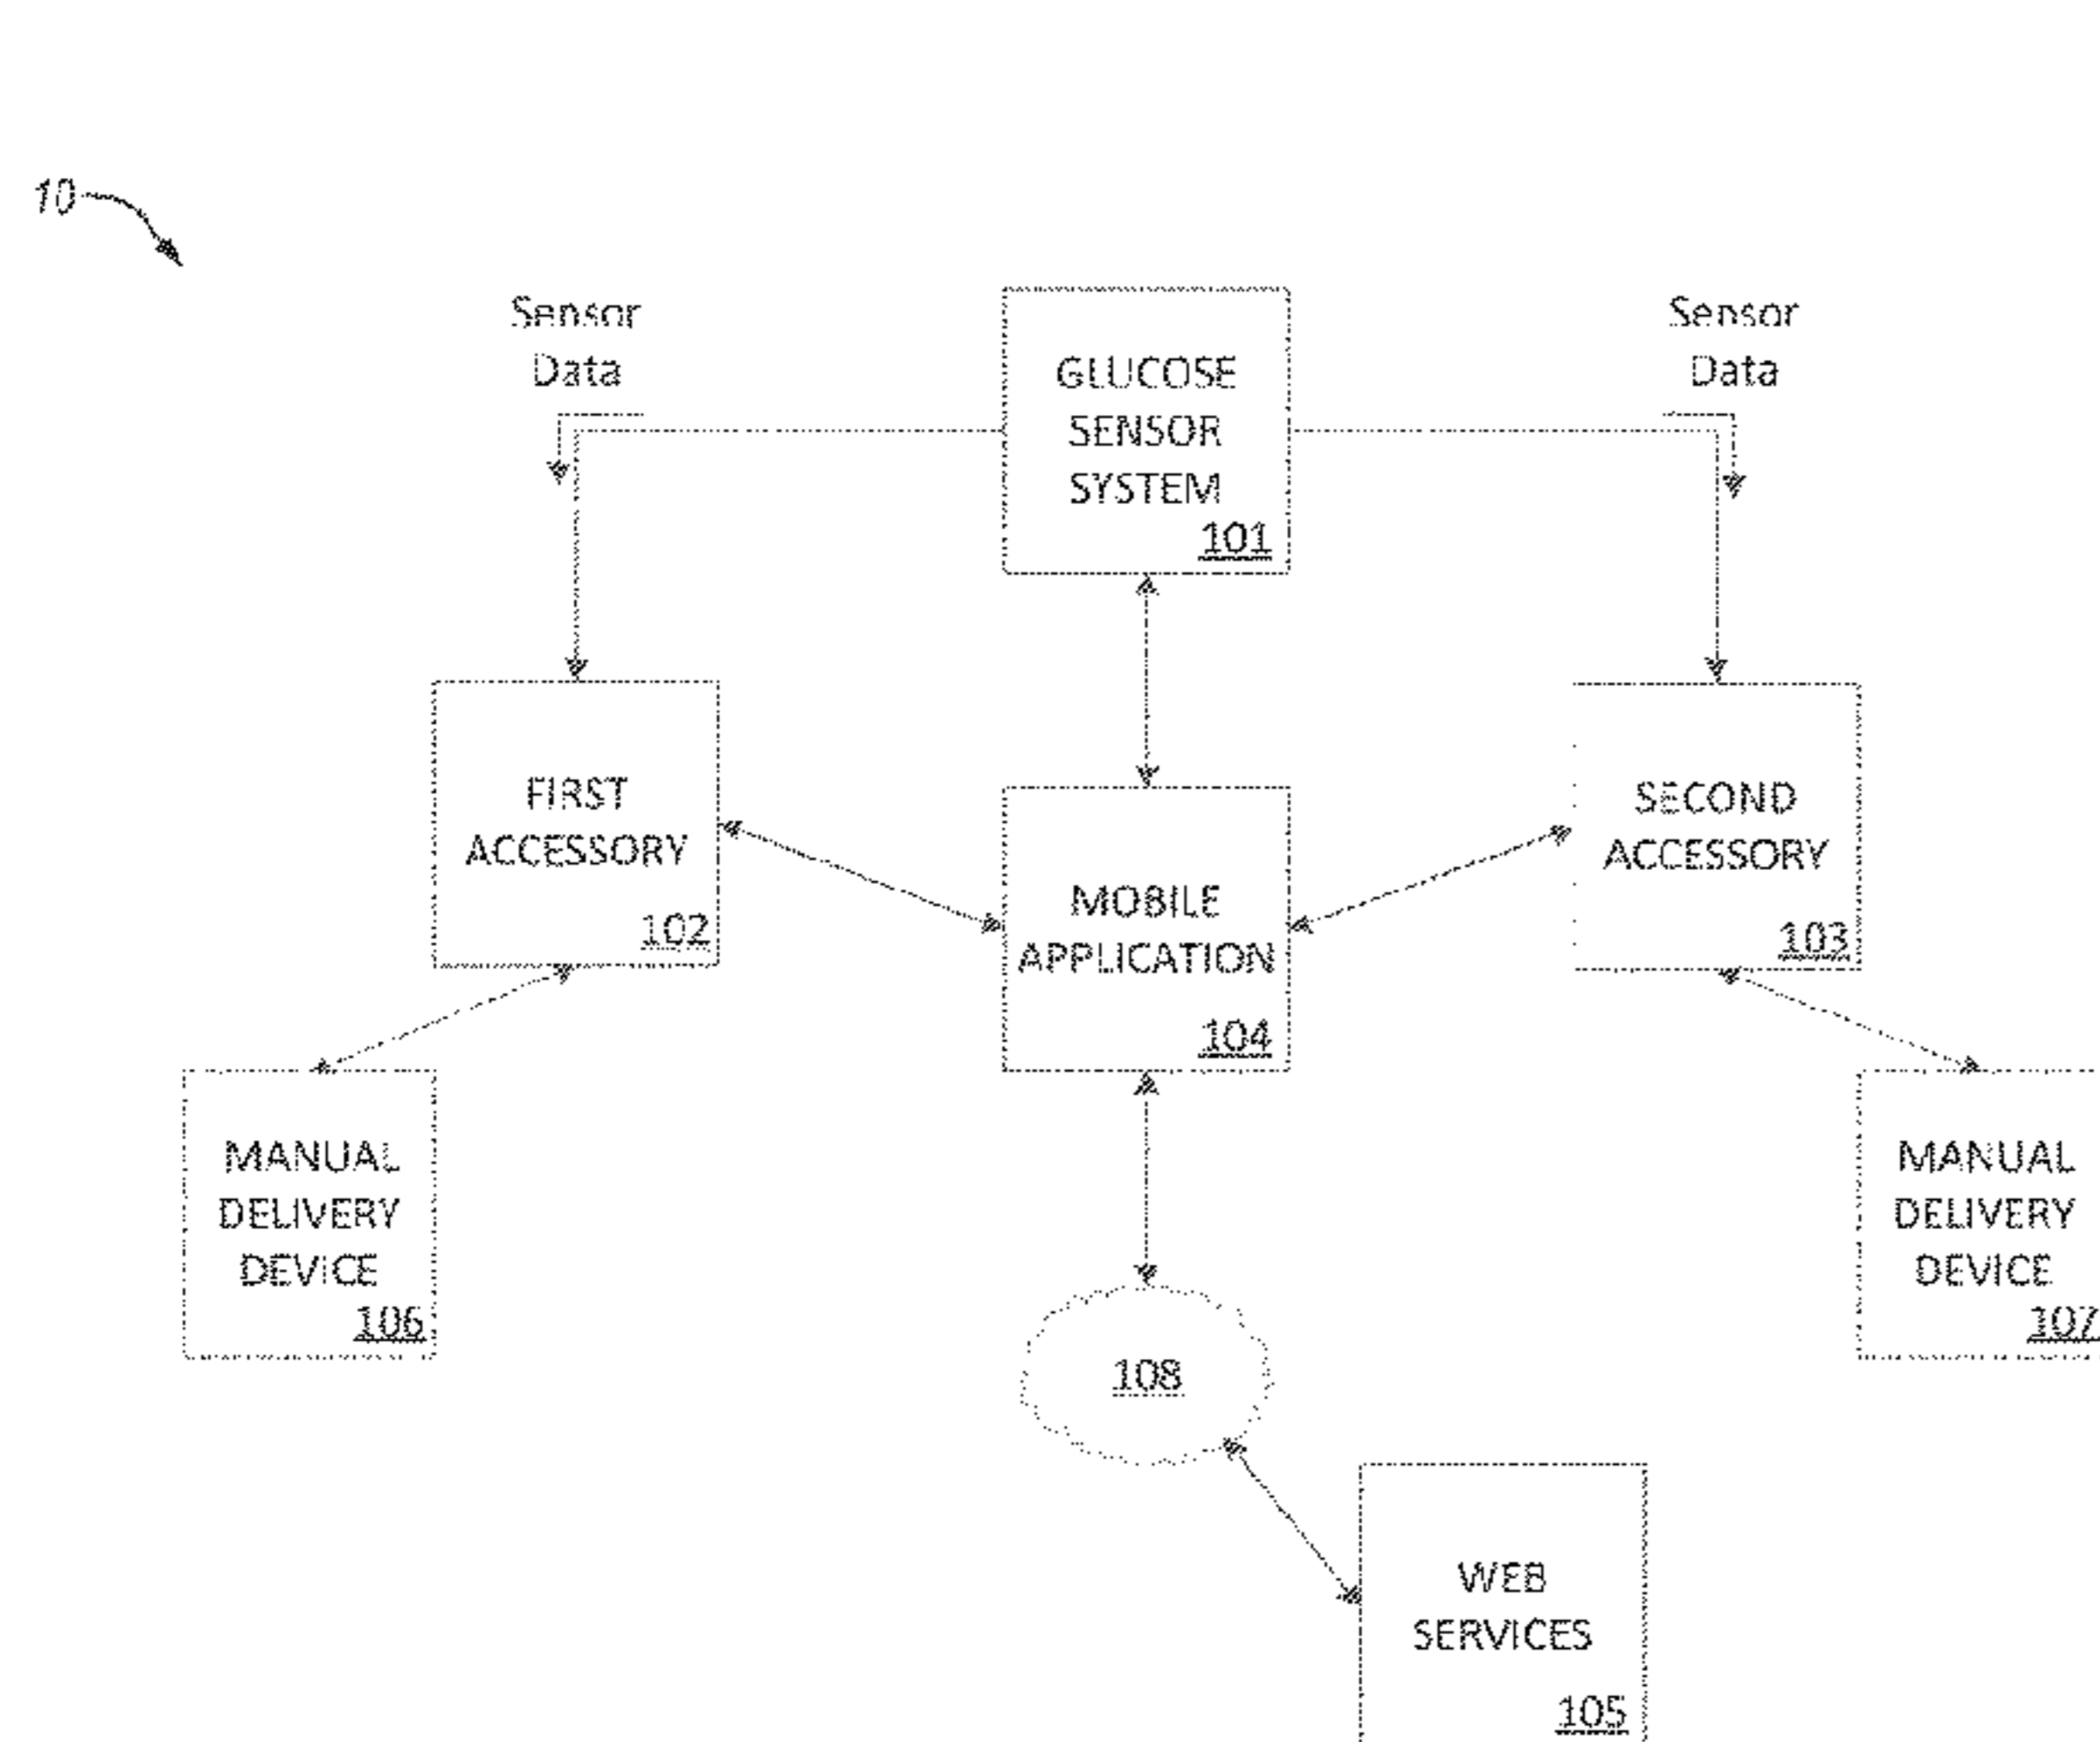 10
Sensor
Data
GLUCOSE
SENSOR
SYSTEM
101
Sensor
Data
FIRST
ACCESSORY
102
MOBILE
APPLICATION
104
SECOND
ACCESSORY
103
MANUAL
DELIVERY
DEVICE
106
MANUAL
DELIVERY
DEVICE
107
108
WEB
SERVICES
105